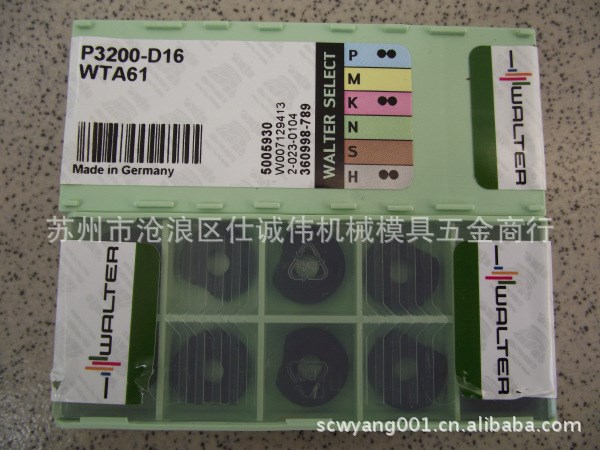 P3200-D16
WTA61
Made in Germany
5005930
W007129413
2-023-0104
360998-789
WALTER SELECT
P
M
K
N
S
H
WALTER
苏州市沧浪区仕诚伟机械模具五金商行
WALTER
WALTER
scwyang001.cn.alibaba.com